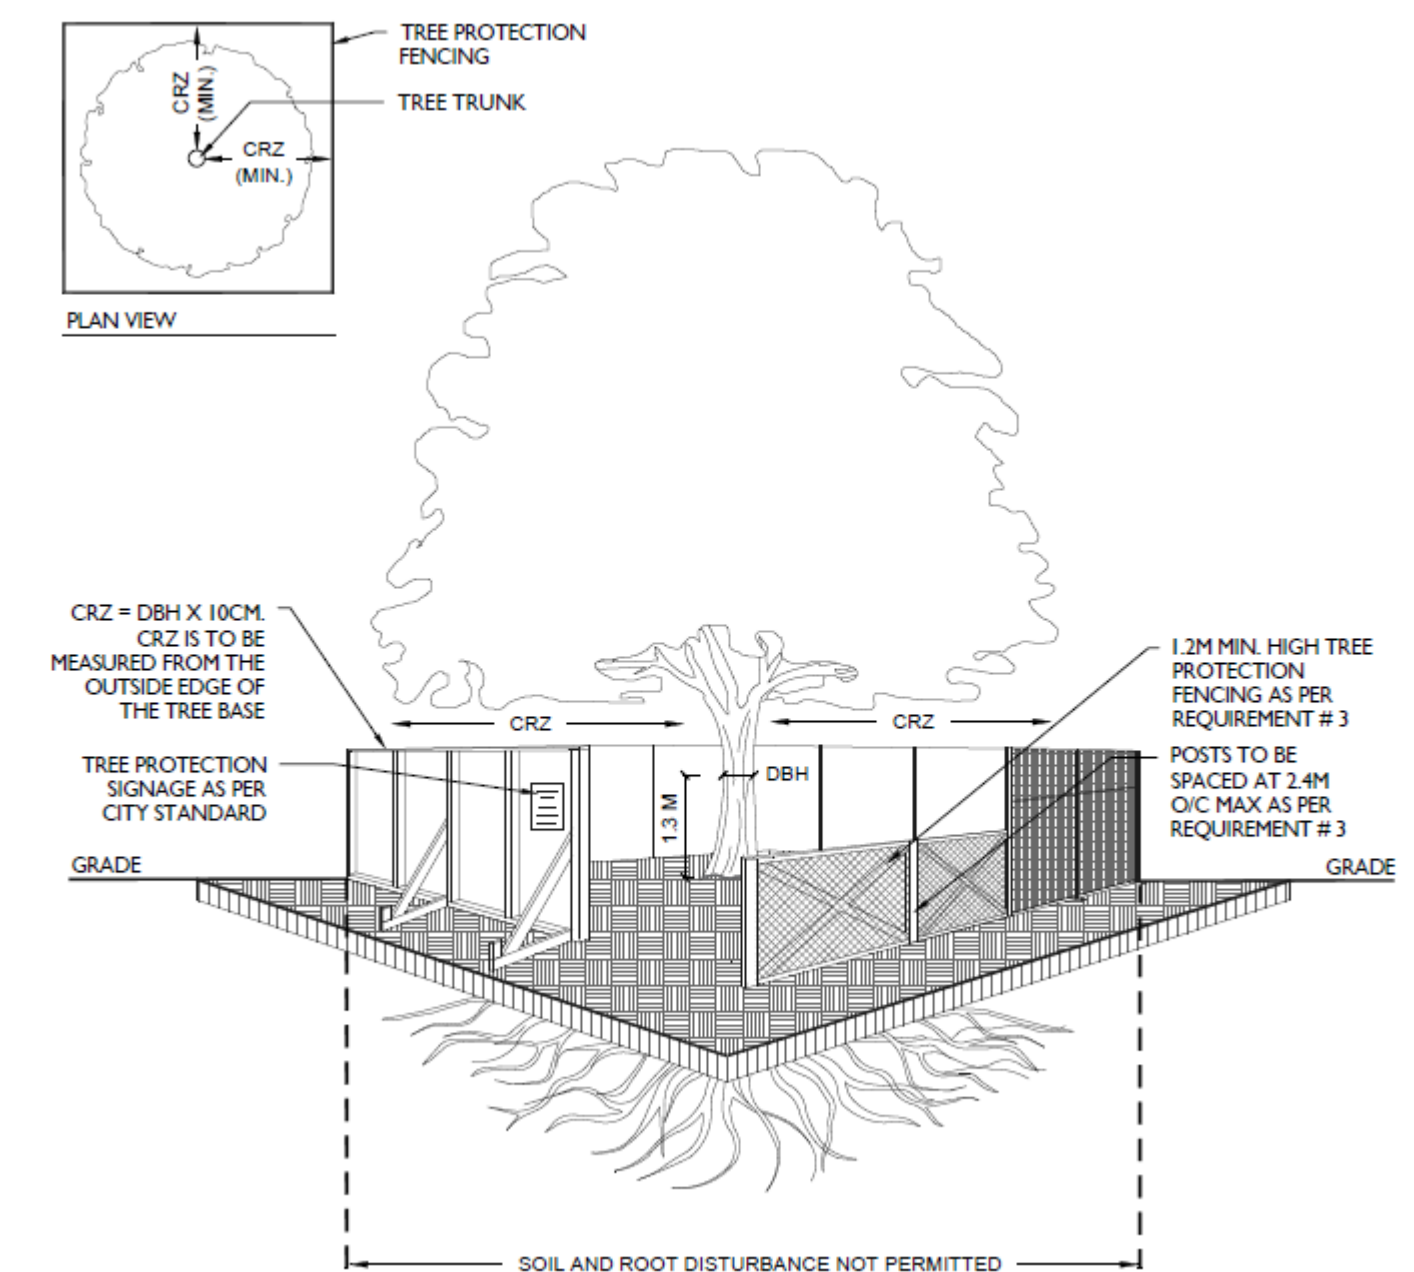 TREE PROTECTION
FENCING
TREE TRUNK
CRZ
(MIN.)
CRZ
(MIN.)
PLAN VIEW
CRZ = DBH X 10CM.
CRZ IS TO BE
MEASURED FROM THE
OUTSIDE EDGE OF
THE TREE BASE
TREE PROTECTION
SIGNAGE AS PER
CITY STANDARD
GRADE
CRZ
CRZ
DBH
1.3 M
1.2M MIN. HIGH TREE
PROTECTION
FENCING AS PER
REQUIREMENT # 3
POSTS TO BE
SPACED AT 2.4M
O/C MAX AS PER
REQUIREMENT # 3
GRADE
SOIL AND ROOT DISTURBANCE NOT PERMITTED